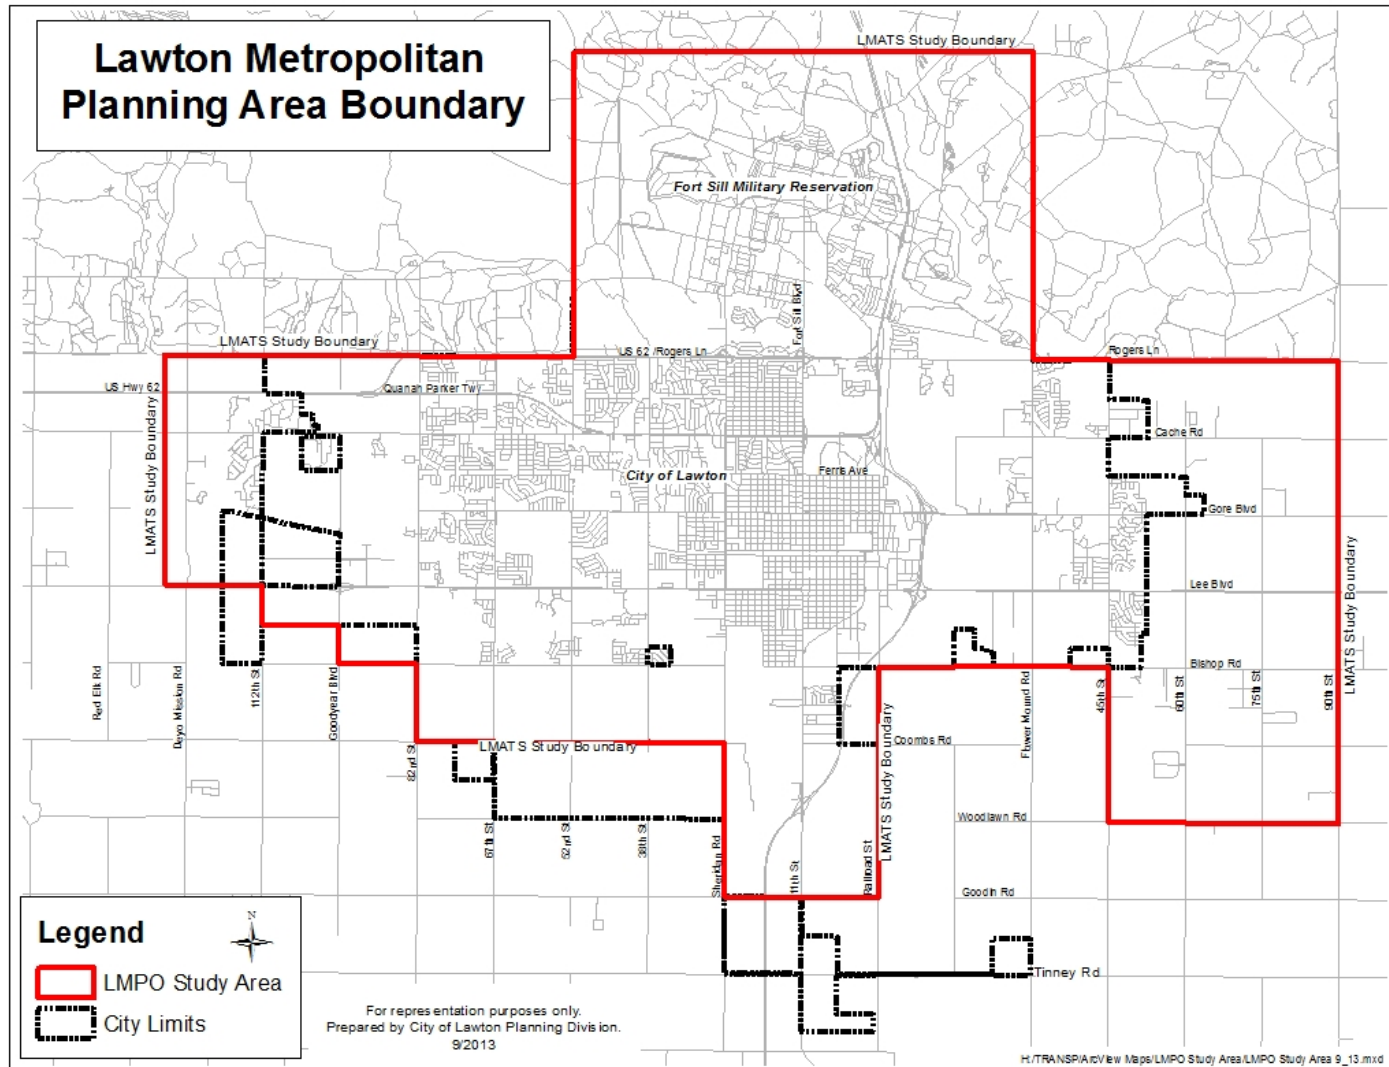 Lawton Metropolitan
Planning Area Boundary
LMATS Study Boundary
Fort Sill Military Reservation
Fort Sill Blvd
LMATS Study Boundary
US 62 /Rogers Ln
Rogers Ln
US Hwy 62
Quanah Parker Twy
LMATS Study Boundary
Cache Rd
City of Lawton
Ferris Ave
Gore Blvd
Lee Blvd
LMATS Study Boundary
Bishop Rd
Red Elk Rd
Deyo Mission Rd
112th St
Goodyear Blvd
82nd St
LMATS Study Boundary
67th St
52nd St
38th St
Sheridan Rd
11th St
Railroad St
LMATS Study Boundary
Coombs Rd
Flower Mound Rd
45th St
60th St
75th St
90th St
Woodlawn Rd
Goodin Rd
Tinney Rd
Legend
N
LMPO Study Area
City Limits
For representation purposes only.
Prepared by City of Lawton Planning Division.
9/2013
H:/TRANSP/ArcView Maps/LMPO Study Area/LMPO Study Area 9_13.mxd